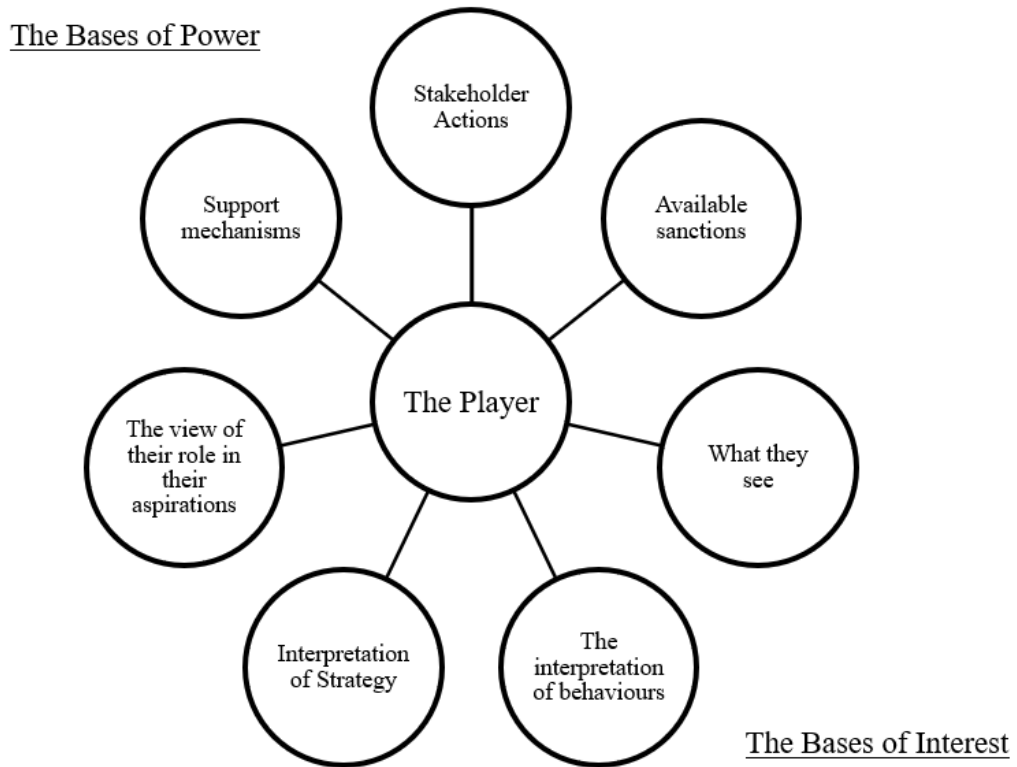 The Bases of Power
Stakeholder
Actions
Support
mechanisms
Available
sanctions
The Player
The view of
their role in
their
aspirations
What they
see
Interpretation
of Strategy
The
interpretation
of behaviours
The Bases of Interest